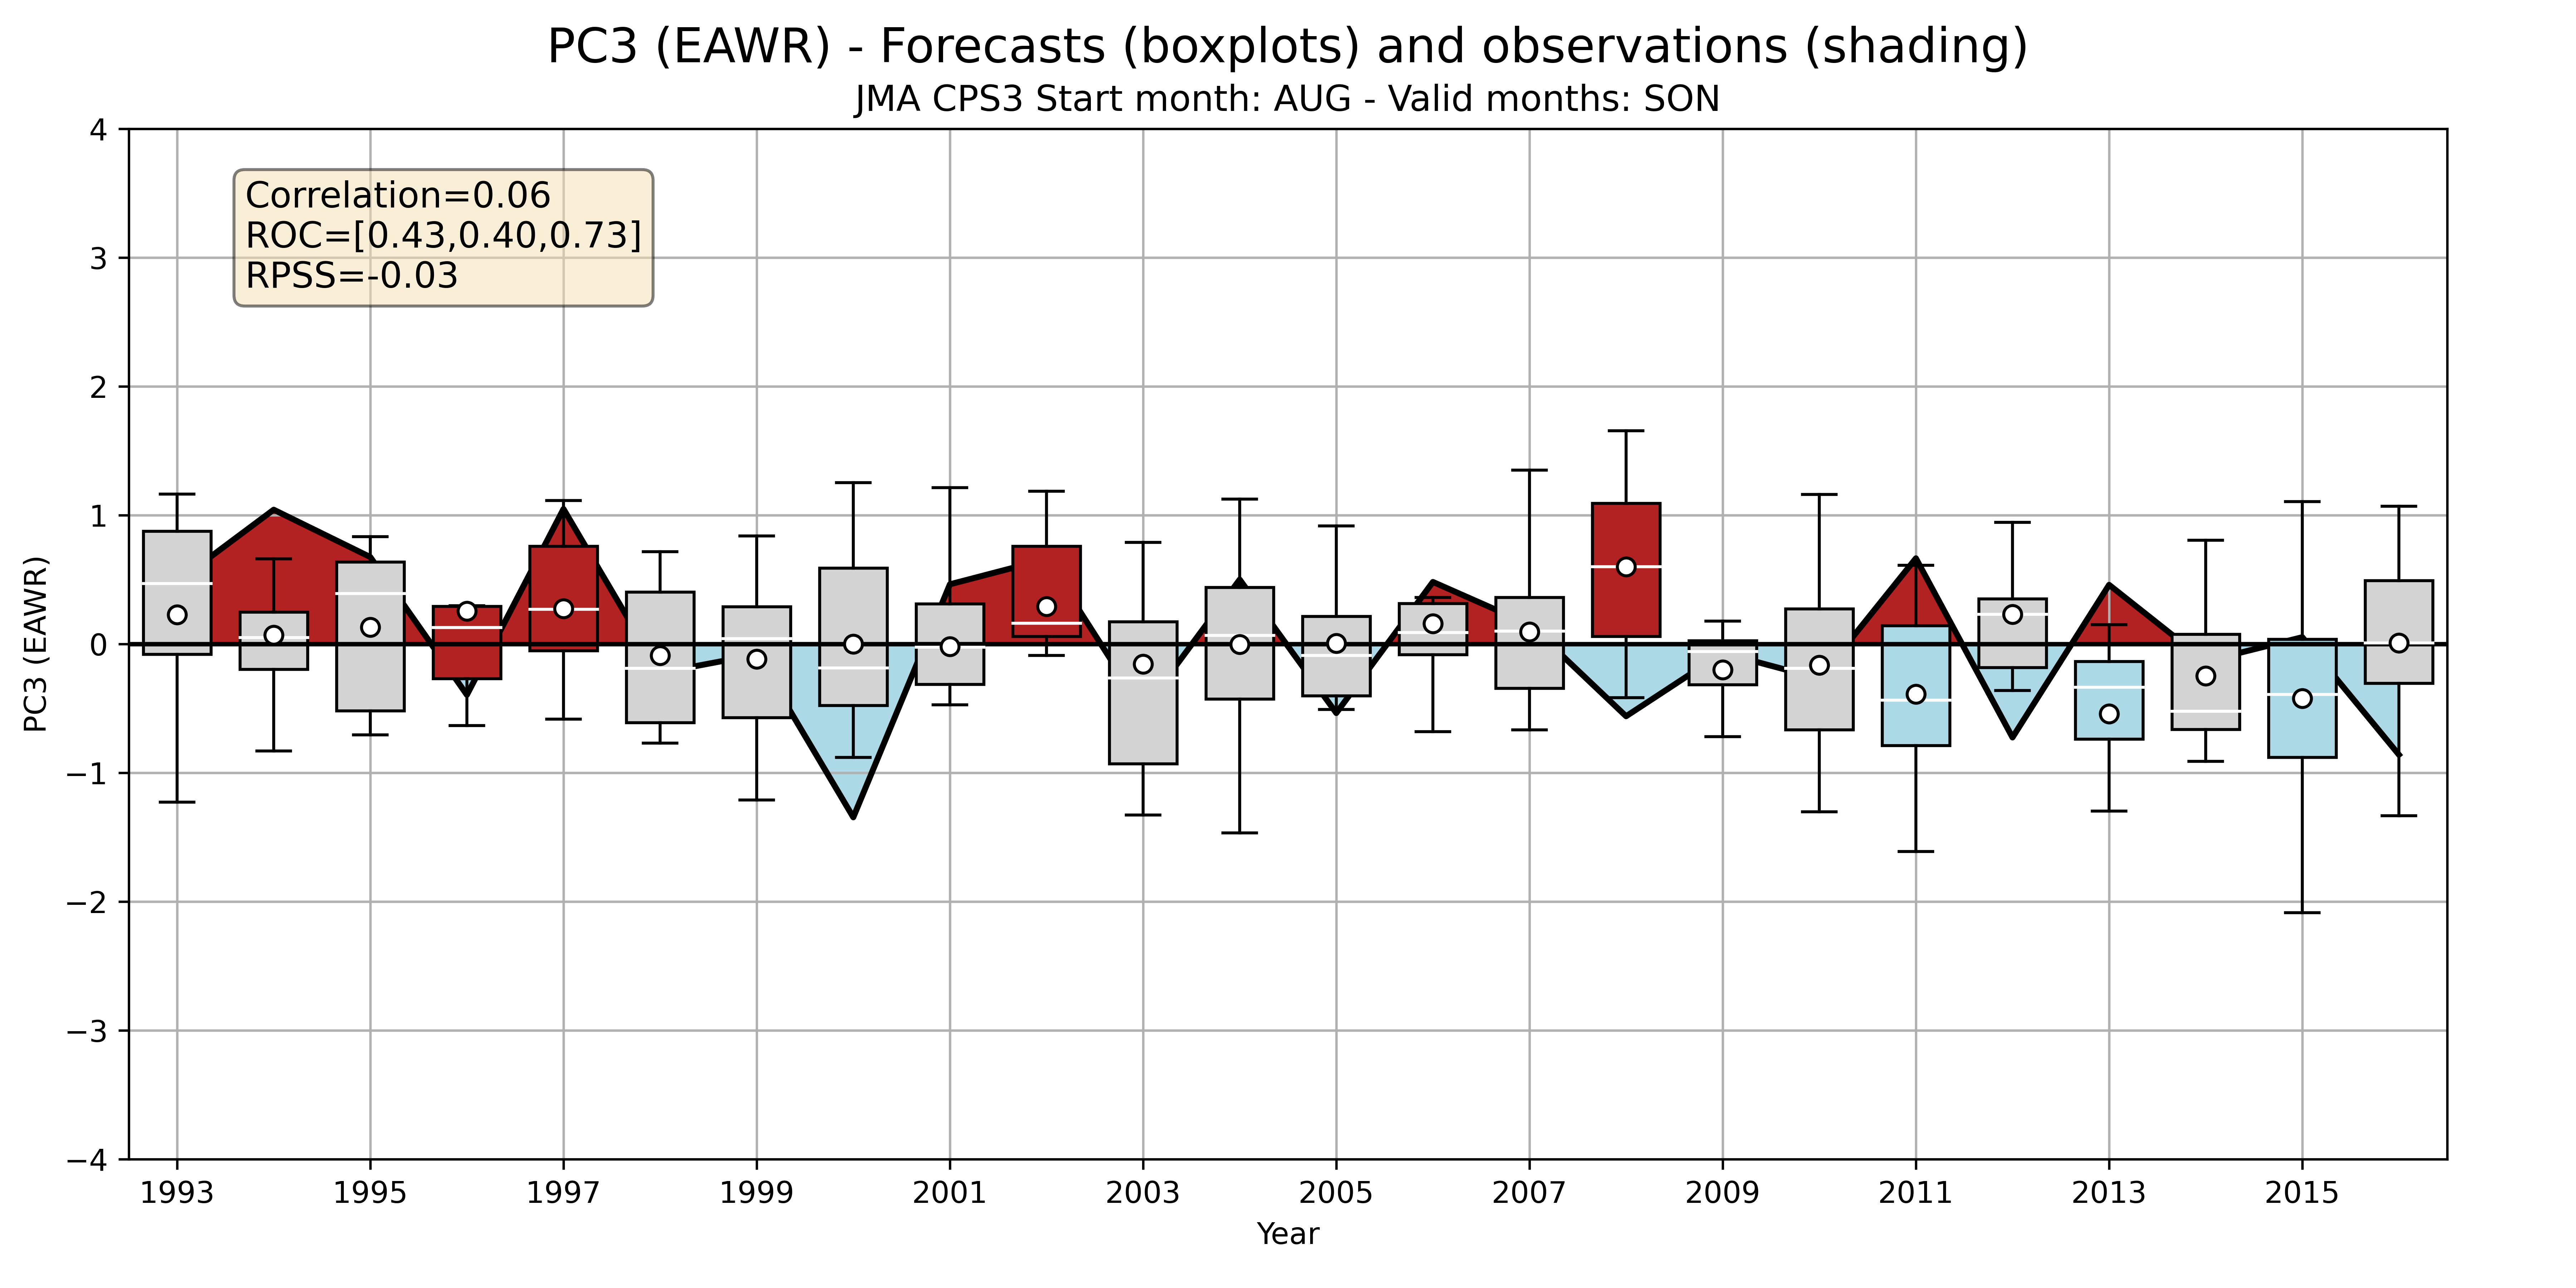 PC3 (EAWR) - Forecasts (boxplots) and observations (shading)
JMA CPS3 Start month: AUG - Valid months: SON
Correlation=0.06
ROC=[0.43,0.40,0.73]
RPSS=-0.03
PC3 (EAWR)
4
3
2
1
0
−1
−2
−3
−4
1993 1995 1997 1999 2001 2003 2005 2007 2009 2011 2013 2015
Year